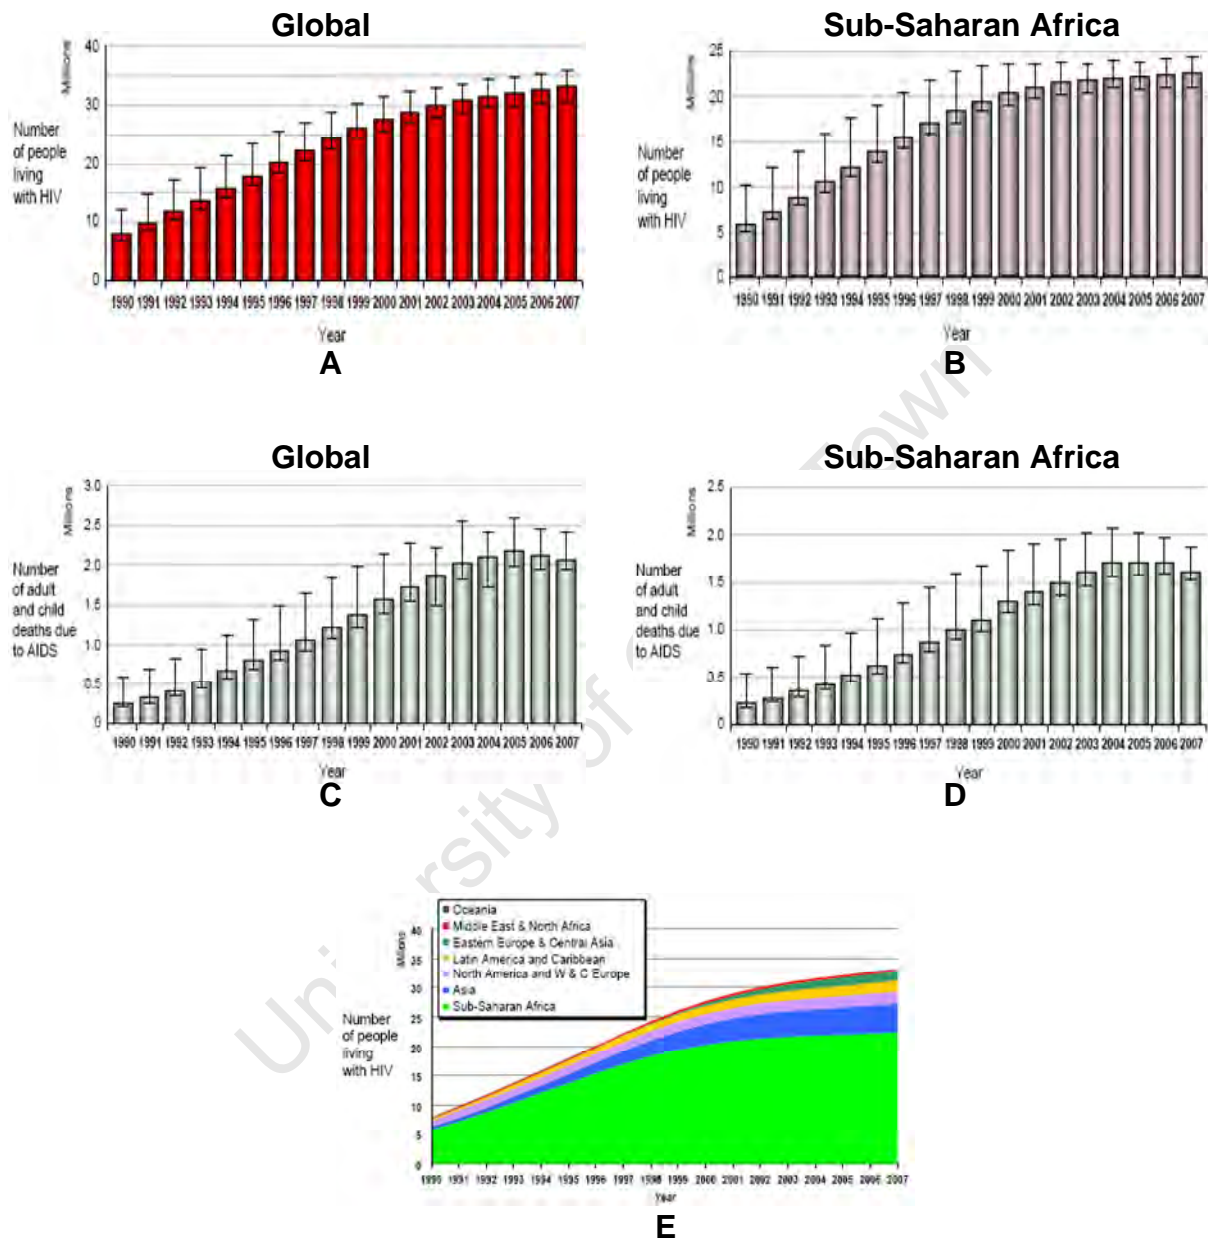 Global
Sub-Saharan Africa
Millions
40
30
20
10
0
Number
of people
living
with HIV
1990 1991 1992 1993 1994 1995 1996 1997 1998 1999 2000 2001 2002 2003 2004 2005 2006 2007
Year
A
Millions
25
20
15
10
5
0
Number
of people
living
with HIV
1990 1991 1992 1993 1994 1995 1996 1997 1998 1999 2000 2001 2002 2003 2004 2005 2006 2007
Year
B
Global
Sub-Saharan Africa
Millions
3.0
2.5
2.0
1.5
1.0
0.5
0
Number
of adult
and child
deaths due
to AIDS
1990 1991 1992 1993 1994 1995 1996 1997 1998 1999 2000 2001 2002 2003 2004 2005 2006 2007
Year
C
Millions
2.5
2.0
1.5
1.0
0.5
0
Number
of adult
and child
deaths due
to AIDS
1990 1991 1992 1993 1994 1995 1996 1997 1998 1999 2000 2001 2002 2003 2004 2005 2006 2007
Year
D
Oceania
Middle East & North Africa
Eastern Europe & Central Asia
Latin America and Caribbean
North America and W & C Europe
Asia
Sub-Saharan Africa
Millions
40
35
30
25
20
15
10
5
0
Number
of people
living
with HIV
1990 1991 1992 1993 1994 1995 1996 1997 1998 1999 2000 2001 2002 2003 2004 2005 2006 2007
Year
E